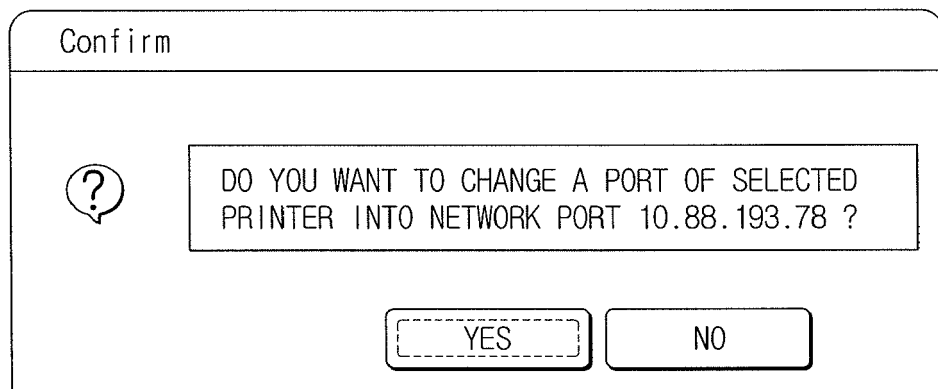 Confirm
?
DO YOU WANT TO CHANGE A PORT OF SELECTED
PRINTER INTO NETWORK PORT 10.88.193.78 ?
YES NO